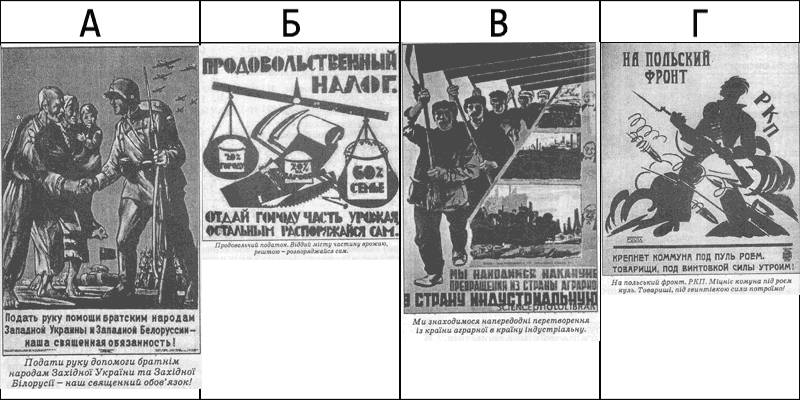 А
Б
В
Г
Подать руку помощи братским народам
Западной Украины и Западной Белоруссии–
наша священная обязанность!
Подати руку допомоги братнім
народам Західної України та Західної
Білорусії – наш священний обов'язок!
ПРОДОВОЛЬСТВЕННЫЙ
НАЛОГ.
20%
ГОРОДУ
20%
60%
СЕМЬЕ
ОТДАЙ ГОРОДУ ЧАСТЬ УРОЖАЯ
ОСТАЛЬНЫМ РАСПОРЯЖАЙСЯ САМ.
Продовольчий податок. Віддай місту частину врожаю,
рештою – розпоряджайся сам.
МЫ НАХОДИМСЯ НАКАНУНЕ
ПРЕВРАЩЕНИЯ ИЗ СТРАНЫ АГРАРНОЙ
В СТРАНУ ИНДУСТРИАЛЬНУЮ
SCIENCEPHOTOLIBRARY
Ми знаходимося напередодні перетворення
із країни аграрної в країну індустріальну.
НА ПОЛЬСКИЙ
ФРОНТ
РКП
КРЕПНЕТ КОММУНА ПОД ПУЛЬ РОЕМ.
ТОВАРИЩИ, ПОД ВИНТОВКОЙ СИЛЫ УТРОИМ!
На польський фронт. РКП. Міцніє комуна під роєм
куль. Товариші, під гвинтівкою сили потроїмо!